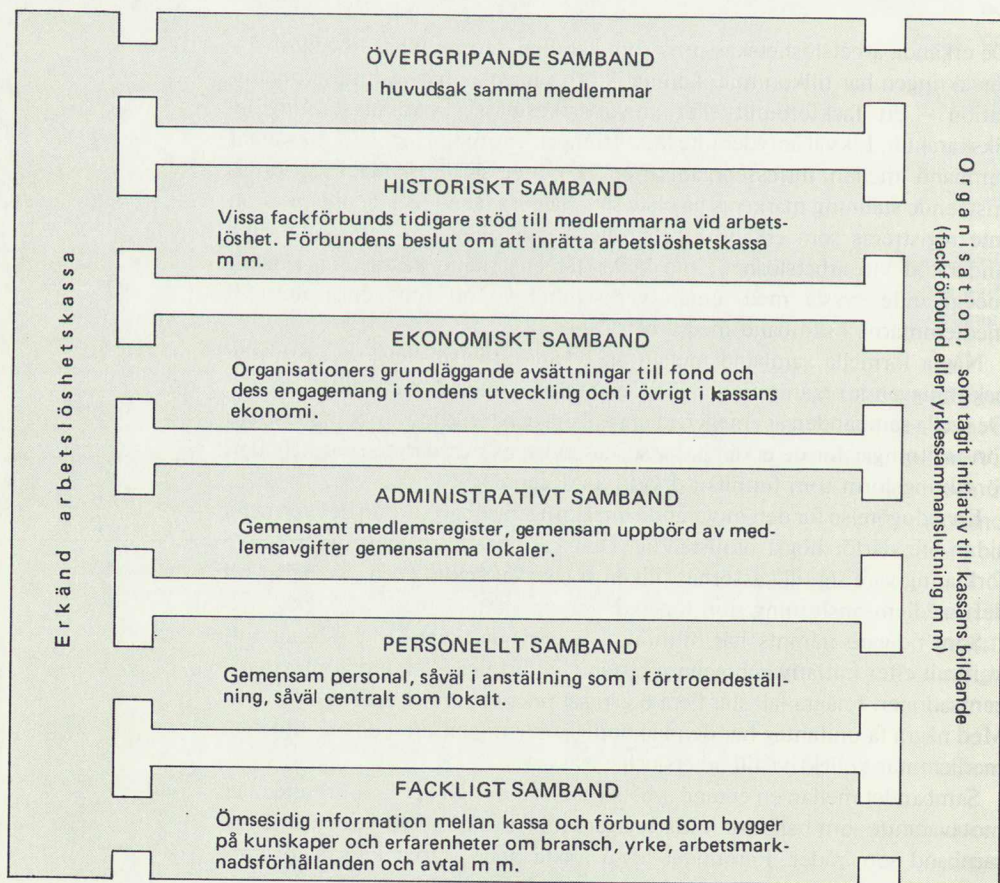 Erkänd arbetslöshetskassa
ÖVERGRIPANDE SAMBAND
I huvudsak samma medlemmar
HISTORISKT SAMBAND
Vissa fackförbunds tidigare stöd till medlemmarna vid arbets-
löshet. Förbundens beslut om att inrätta arbetslöshetskassa
m m.
EKONOMISKT SAMBAND
Organisationers grundläggande avsättningar till fond och
dess engagemang i fondens utveckling och i övrigt i kassans
ekonomi.
ADMINISTRATIVT SAMBAND
Gemensamt medlemsregister, gemensam uppbörd av med-
lemsavgifter gemensamma lokaler.
PERSONELLT SAMBAND
Gemensam personal, såväl i anställning som i förtroendeställ-
ning, såväl centralt som lokalt.
FACKLIGT SAMBAND
Ömsesidig information mellan kassa och förbund som bygger
på kunskaper och erfarenheter om bransch, yrke, arbetsmark-
nadsförhållanden och avtal m m.
Organisation, som tagit initiativ till kassans bildande
(fackförbund eller yrkessammanslutning m m)